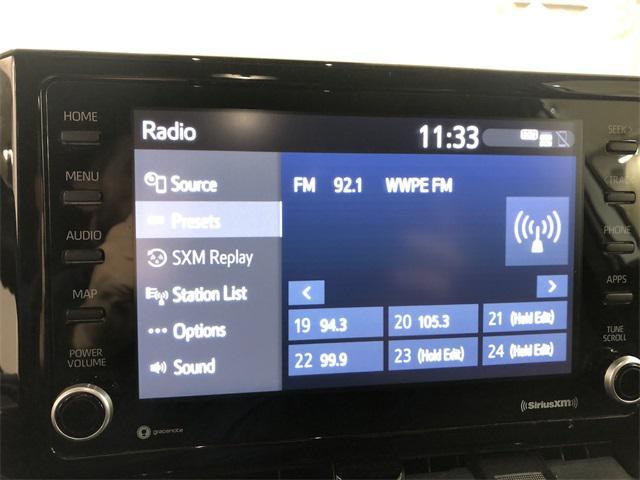 HOME
MENU
AUDIO
MAP
POWER
VOLUME
Radio
11:33
Source
Presets
SXM Replay
Station List
Options
Sound
FM 92.1 WWPE FM
19 94.3
20 105.3
21 (Hold Edit)
22 99.9
23 (Hold Edit)
24 (Hold Edit)
SEEK >
< TRACK
PHONE
APPS
TUNE
SCROLL
gracenote
((SiriusXM))